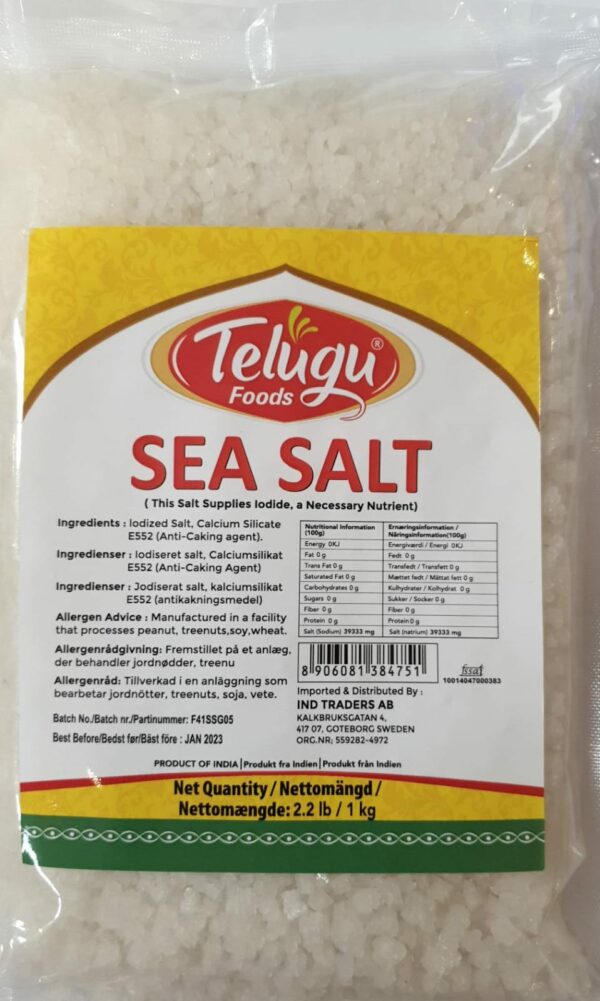 Telugu®
Foods
SEA SALT
( This Salt Supplies Iodide, a Necessary Nutrient)
Ingredients : Iodized Salt, Calcium Silicate
E552 (Anti-Caking agent).
Ingredienser : Iodiseret salt, Calciumsilikat
E552 (Anti-Caking Agent)
Ingredienser : Jodiserat salt, kalciumsilikat
E552 (antikakningsmedel)
Allergen Advice : Manufactured in a facility
that processes peanut, treenuts,soy,wheat.
Allergenrådgivning: Fremstillet på et anlæg,
der behandler jordnødder, treenu
Allergenråd: Tillverkad i en anläggning som
bearbetar jordnötter, treenuts, soja, vete.
Batch No./Batch nr./Partinummer: F41SSG05
Best Before/Bedst før/Bäst före : JAN 2023
Nutritional Information
(100g)
Ernæringsinformation /
Näringsinformation(100g)
Energy 0KJ
Energiværdi / Energi 0KJ
Fat 0 g
Fedt 0 g
Trans Fat 0 g
Transfedt / Transfett 0 g
Saturated Fat 0 g
Mættet fedt / Mättat fett 0 g
Carbohydrates 0 g
Kulhydrater / Kolhydrat 0 g
Sugars 0 g
Sukker / Socker 0 g
Fiber 0 g
Fiber 0 g
Protein 0 g
Protein 0 g
Salt (Sodium) 39333 mg
Salt (natrium) 39333 mg
8 906081 384751
fssai
10014047000383
Imported & Distributed By :
IND TRADERS AB
KALKBRUKSGATAN 4,
417 07, GOTEBORG SWEDEN
ORG.NR; 559282-4972
PRODUCT OF INDIA|Produkt fra Indien|Produkt från Indien
Net Quantity / Nettomängd /
Nettomængde: 2.2 lb / 1 kg